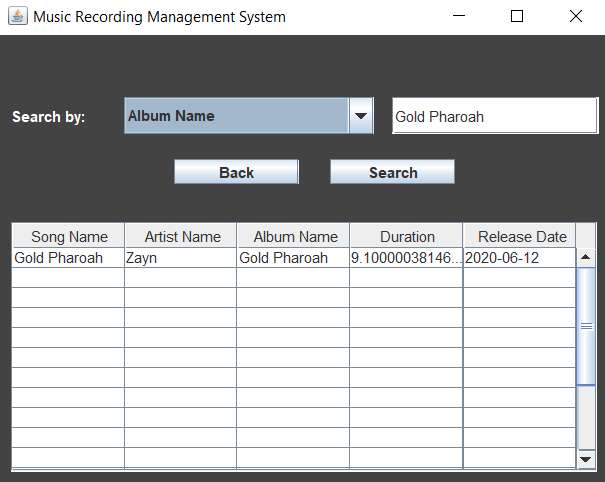 Music Recording Management System
Search by: Album Name Gold Pharoah
Back Search
Song Name Artist Name Album Name Duration Release Date
Gold Pharoah Zayn Gold Pharoah 9.10000038146... 2020-06-12